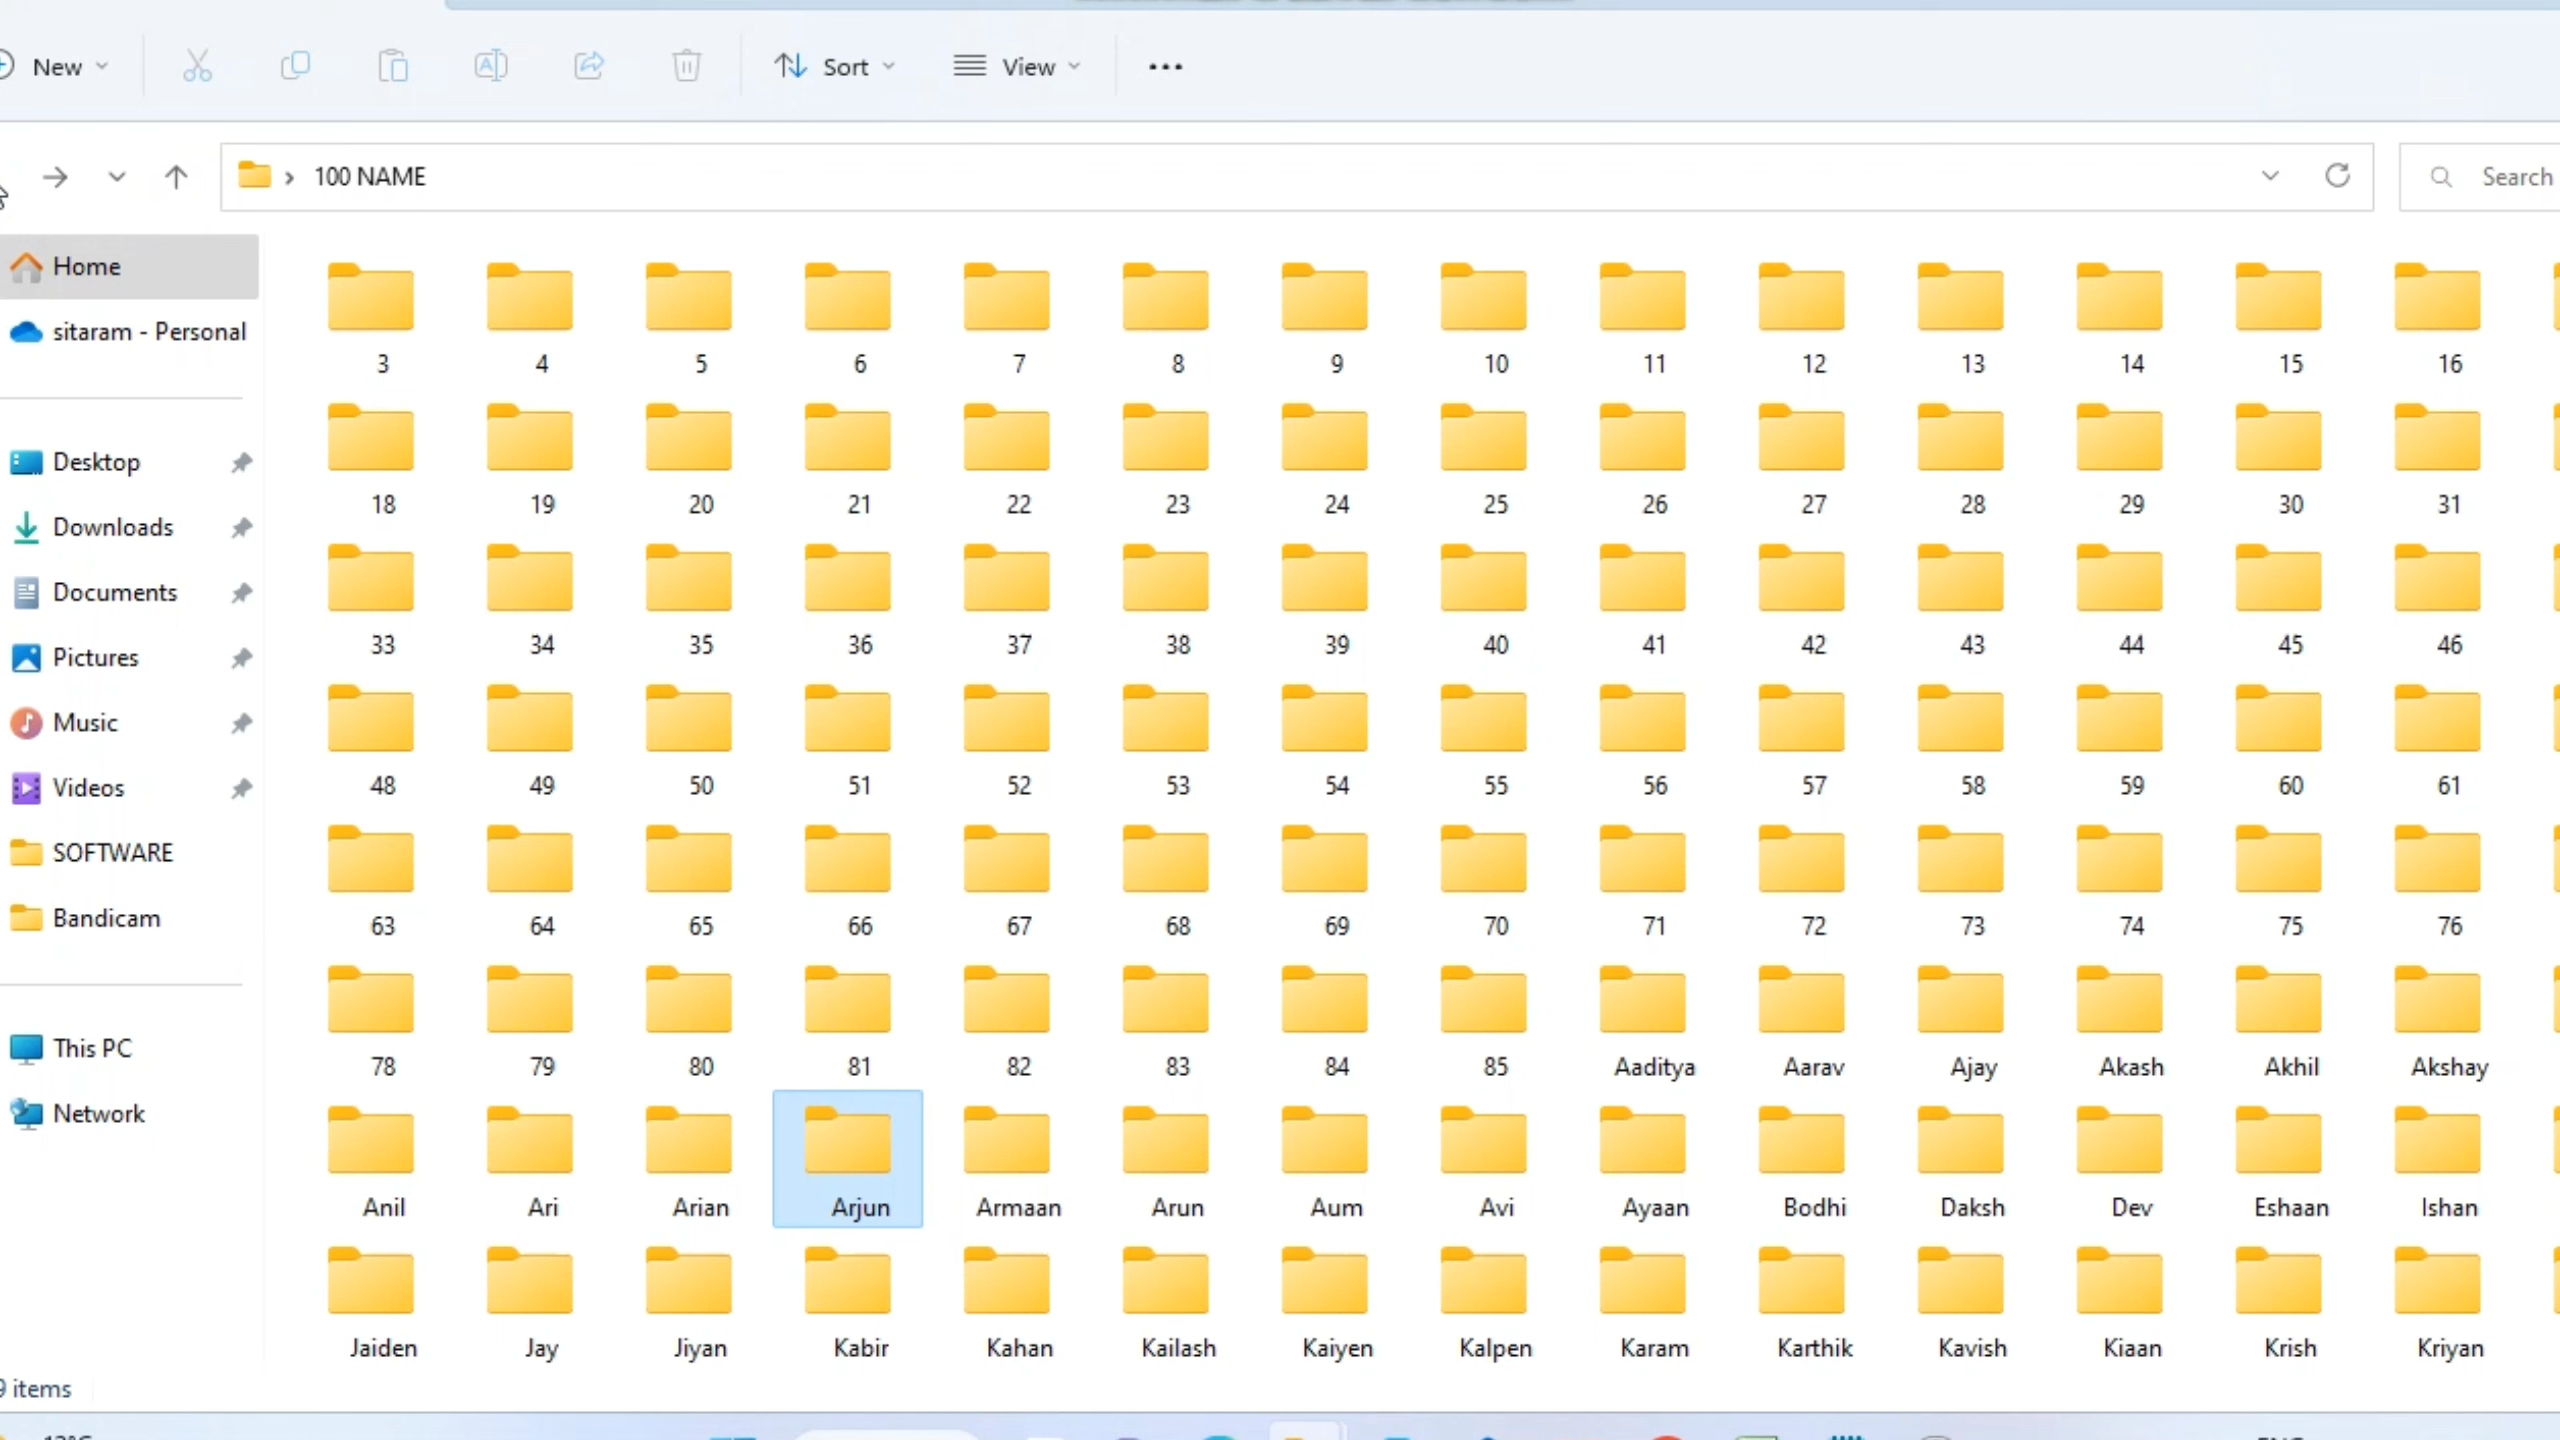 New Sort View
100 NAME Search
Home
sitaram - Personal
Desktop
Downloads
Documents
Pictures
Music
Videos
SOFTWARE
Bandicam
This PC
Network
3 4 5 6 7 8 9 10 11 12 13 14 15 16
18 19 20 21 22 23 24 25 26 27 28 29 30 31
33 34 35 36 37 38 39 40 41 42 43 44 45 46
48 49 50 51 52 53 54 55 56 57 58 59 60 61
63 64 65 66 67 68 69 70 71 72 73 74 75 76
78 79 80 81 82 83 84 85 Aaditya Aarav Ajay Akash Akhil Akshay
Anil Ari Arian Arjun Armaan Arun Aum Avi Ayaan Bodhi Daksh Dev Eshaan Ishan
Jaiden Jay Jiyan Kabir Kahan Kailash Kaiyen Kalpen Karam Karthik Kavish Kiaan Krish Kriyan
9 items